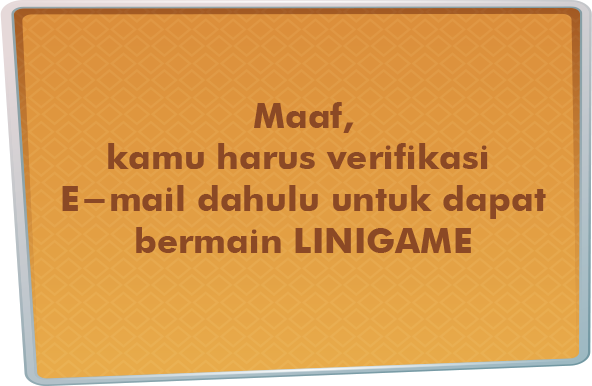 Maaf,
kamu harus verifikasi
E-mail dahulu untuk dapat
bermain LINIGAME